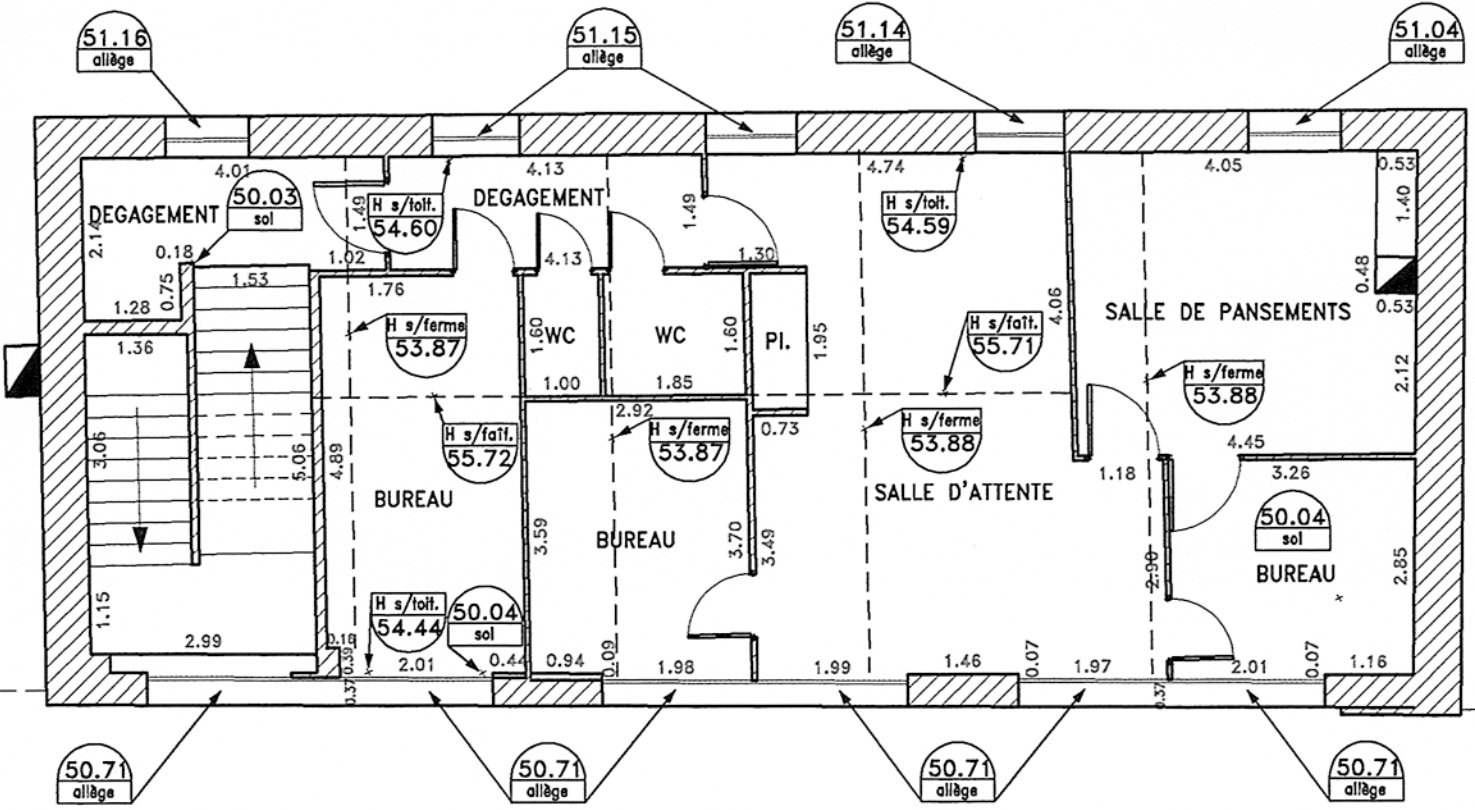 51.16
allège
51.15
allège
51.14
allège
51.04
allège
4.01
4.13
4.74
4.05
0.53
50.03
sol
DEGAGEMENT
1.49
H s/toit.
54.60
DEGAGEMENT
1.49
H s/toit.
54.59
1.40
2.14
0.18
1.02
4.13
1.30
0.75
1.53
1.76
0.48
1.28
0.53
4.06
SALLE DE PANSEMENTS
H s/ferme
53.87
1.60
WC
WC
1.60
PI.
1.95
H s/faît.
55.71
1.36
1.00
1.85
H s/ferme
53.88
2.12
2.92
H s/faît.
55.72
H s/ferme
53.87
0.73
H s/ferme
53.88
3.06
5.06
4.89
4.45
1.18
3.26
BUREAU
SALLE D'ATTENTE
50.04
sol
3.59
BUREAU
3.70
3.49
2.90
BUREAU
2.85
1.15
H s/toit.
54.44
50.04
sol
2.99
0.16
0.39
2.01
0.44
0.94
0.09
1.98
1.99
1.46
0.07
1.97
2.01
0.07
1.16
0.37
0.37
50.71
allège
50.71
allège
50.71
allège
50.71
allège